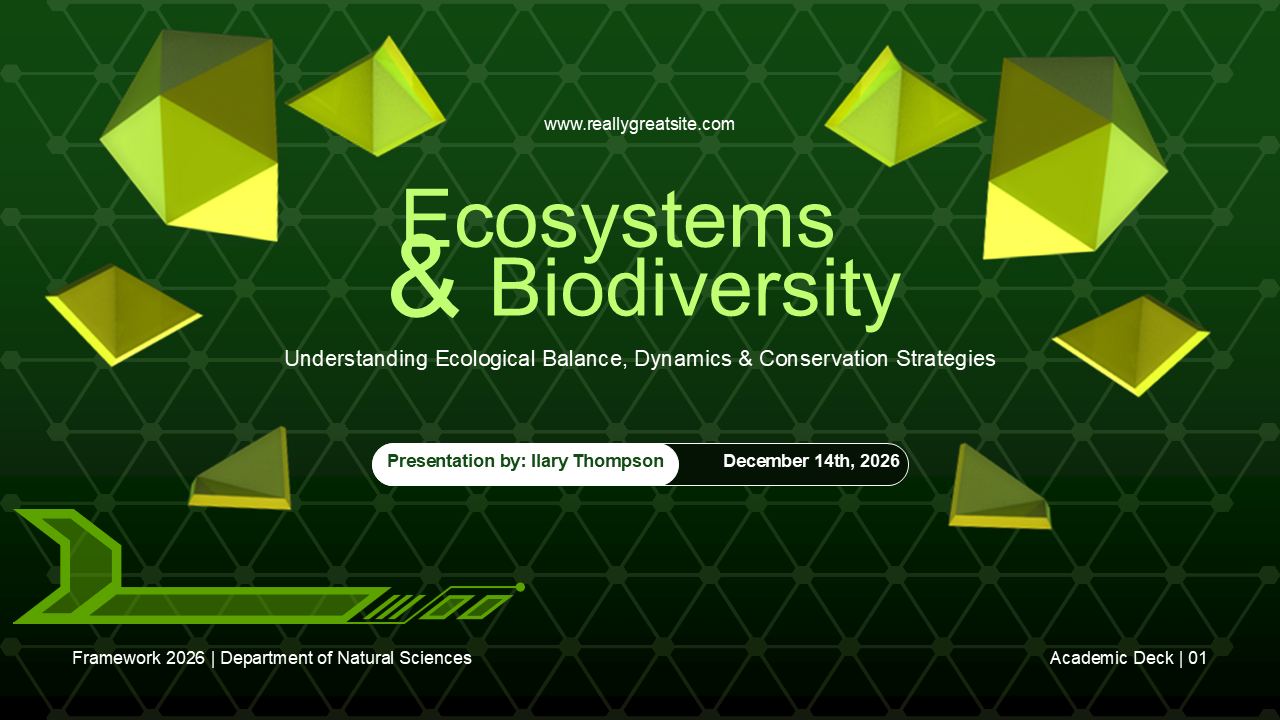 www.reallygreatsite.com
Ecosystems
& Biodiversity
Understanding Ecological Balance, Dynamics & Conservation Strategies
Presentation by: Ilary Thompson
December 14th, 2026
Framework 2026 | Department of Natural Sciences
Academic Deck | 01